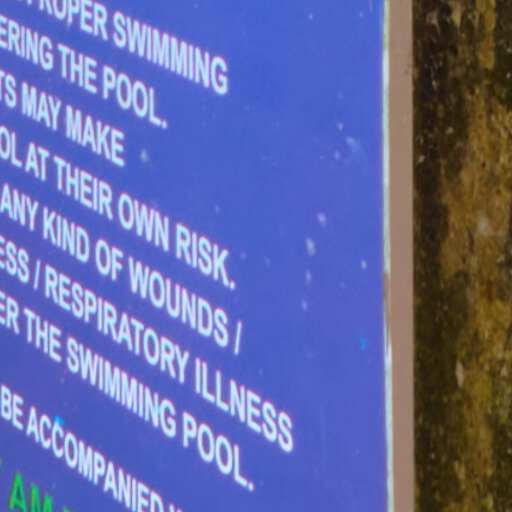 PROPER SWIMMING
ERING THE POOL.
TS MAY MAKE
OL AT THEIR OWN RISK.
ANY KIND OF WOUNDS /
ESS / RESPIRATORY ILLNESS
ER THE SWIMMING POOL.
BE ACCOMPANIED
AM